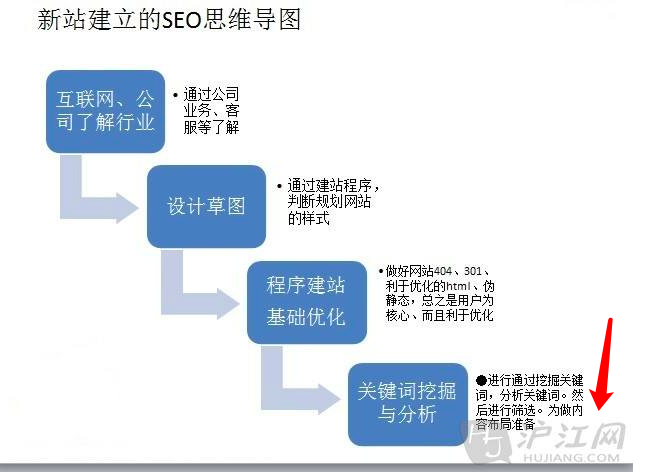 新站建立的SEO思维导图
互联网、公
司了解行业
•通过公司
业务、客
服等了解
设计草图
•通过建站程序，
判断规划网站
的样式
程序建站
基础优化
•做好网站404、301、
利于优化的html、伪
静态，总之是用户为
核心、而且利于优化
关键词挖掘
与分析
●进行通过挖掘关键
词，分析关键词。然
后进行筛选。为做内
容布局准备
HJ 沪江网
HUJIANG.COM